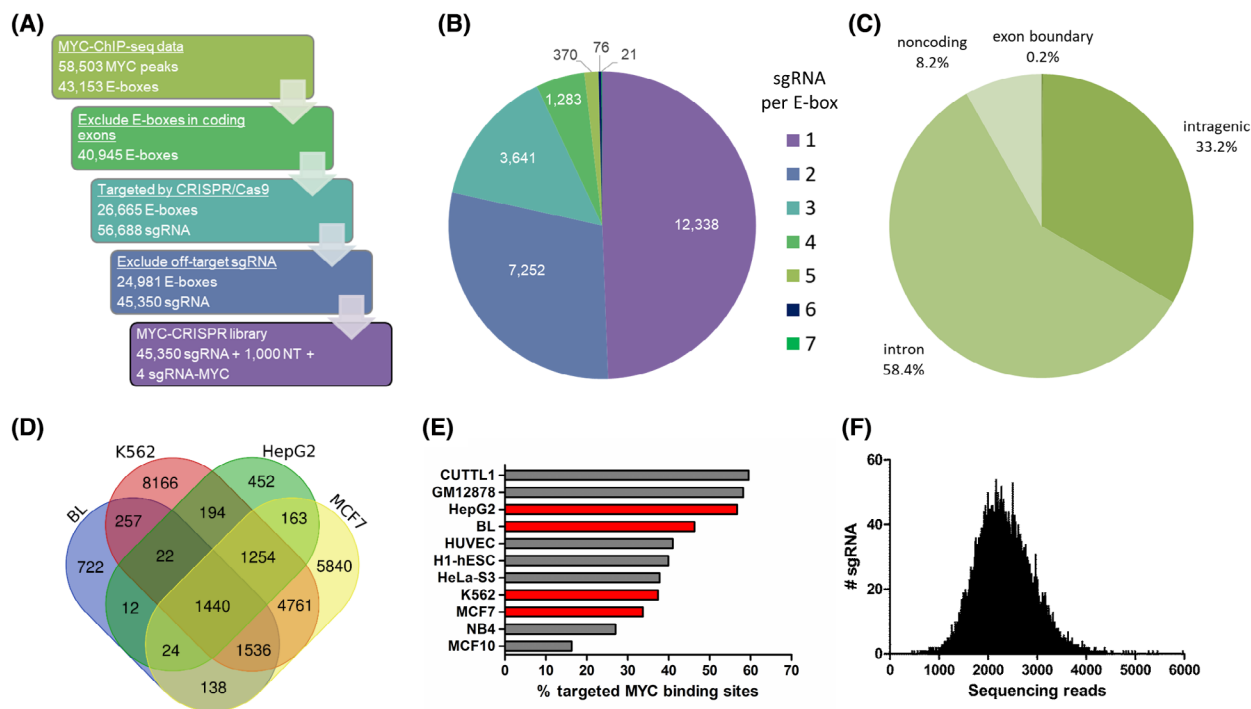 (A)
MYC-ChIP-seq data
58,503 MYC peaks
43,153 E-boxes
Exclude E-boxes in coding
exons
40,945 E-boxes
Targeted by CRISPR/Cas9
26,665 E-boxes
56,688 sgRNA
Exclude off-target sgRNA
24,981 E-boxes
45,350 sgRNA
MYC-CRISPR library
45,350 sgRNA + 1,000 NT +
4 sgRNA-MYC
(B)
76
370
21
1,283
3,641
7,252
12,338
sgRNA
per E-box
1
2
3
4
5
6
7
(C)
exon boundary
0.2%
noncoding
8.2%
intragenic
33.2%
intron
58.4%
(D)
K562
HepG2
BL
MCF7
8166
452
257
194
163
722
22
1254
5840
12
1440
4761
24
1536
138
(E)
CUTTL1
GM12878
HepG2
BL
HUVEC
H1-hESC
HeLa-S3
K562
MCF7
NB4
MCF10
0 10 20 30 40 50 60 70
% targeted MYC binding sites
(F)
60
40
20
0
# sgRNA
0 1000 2000 3000 4000 5000 6000
Sequencing reads